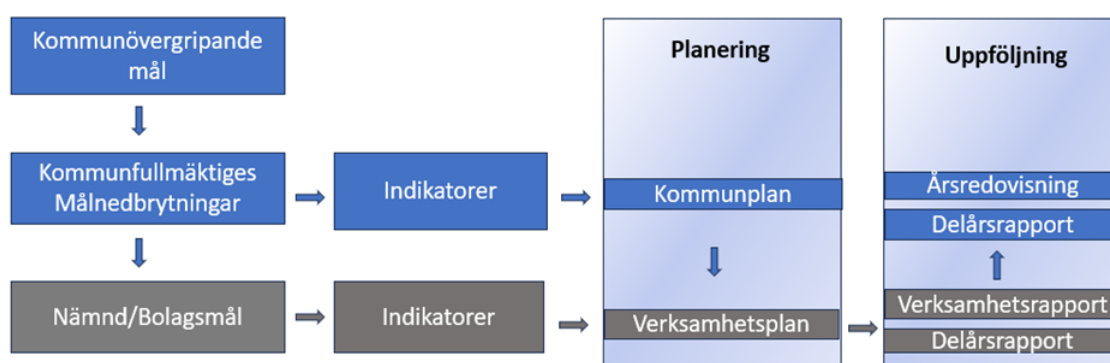 Kommunövergripande
mål
Kommunfullmäktiges
Målnedbrytningar
Indikatorer
Nämnd/Bolagsmål
Indikatorer
Planering
Kommunplan
Verksamhetsplan
Uppföljning
Årsredovisning
Delårsrapport
Verksamhetsrapport
Delårsrapport